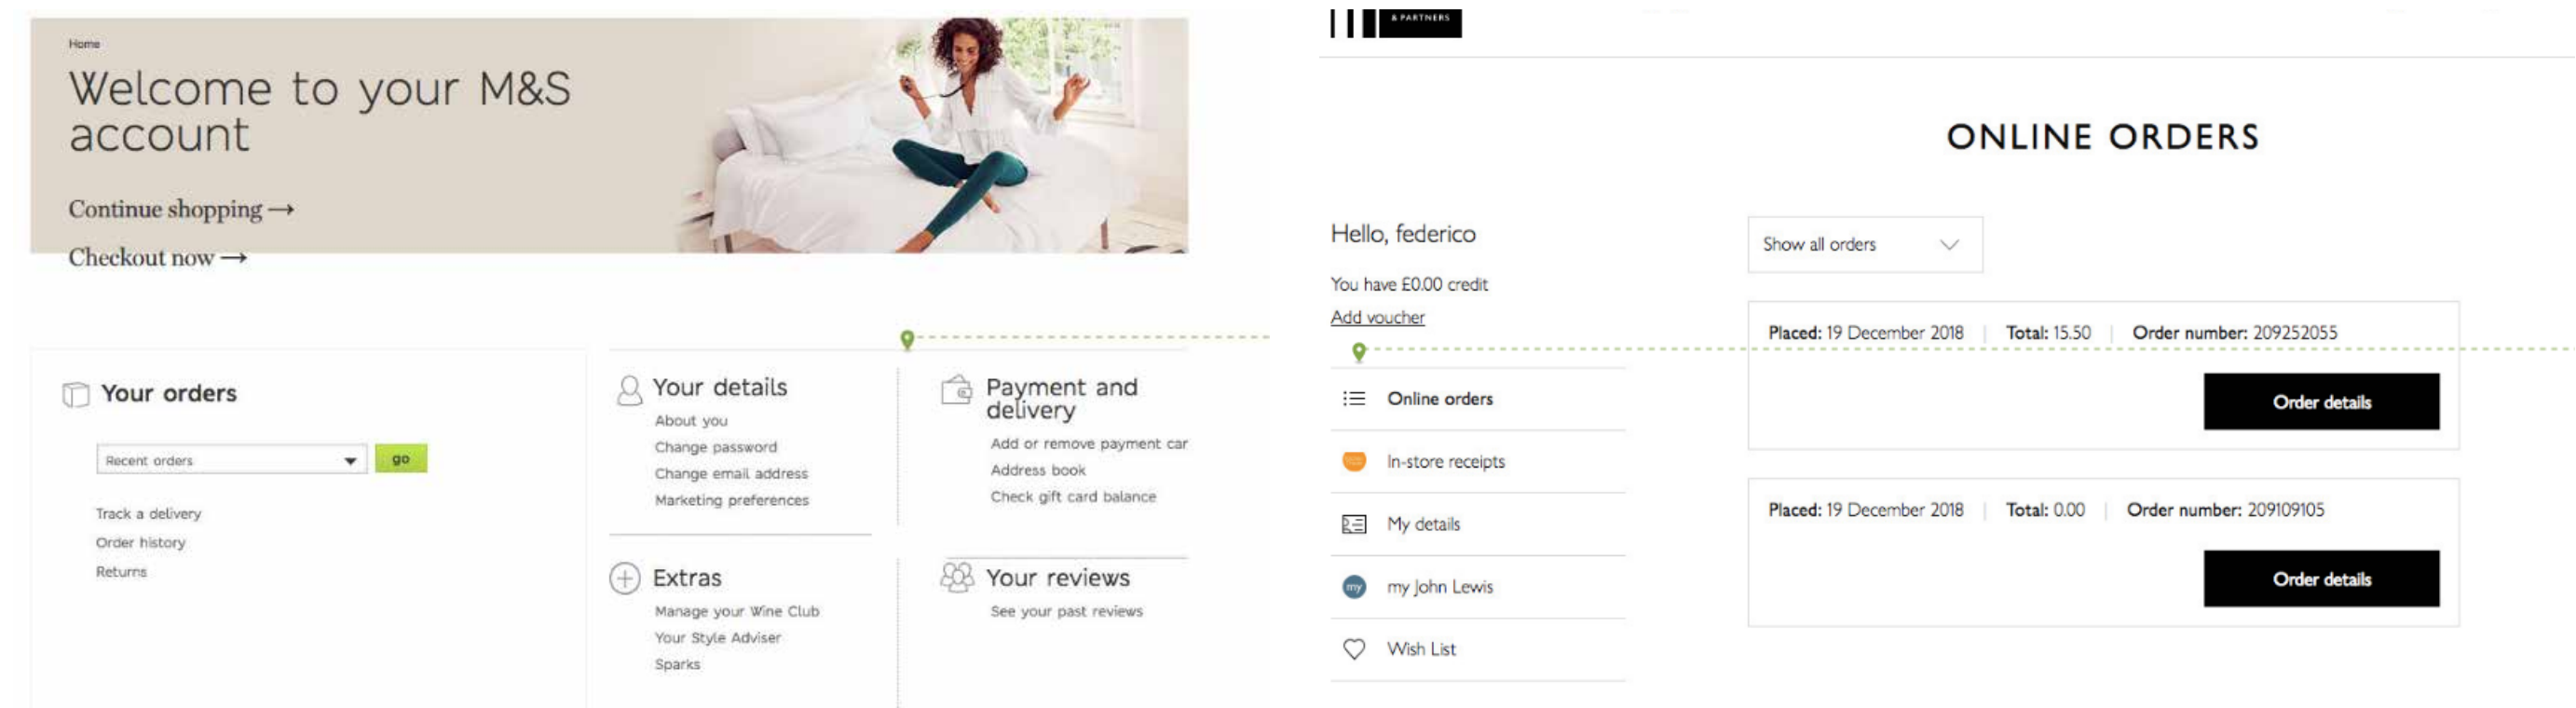 Home
Welcome to your M&S
account
Continue shopping →
Checkout now →
Your orders
Recent orders
go
Track a delivery
Order history
Returns
Your details
About you
Change password
Change email address
Marketing preferences
Payment and
delivery
Add or remove payment car
Address book
Check gift card balance
Extras
Manage your Wine Club
Your Style Adviser
Sparks
Your reviews
See your past reviews
& PARTNERS
ONLINE ORDERS
Hello, federico
You have £0.00 credit
Add voucher
Online orders
In-store receipts
My details
my my John Lewis
Wish List
Show all orders
Placed: 19 December 2018 | Total: 15.50 | Order number: 209252055
Order details
Placed: 19 December 2018 | Total: 0.00 | Order number: 209109105
Order details